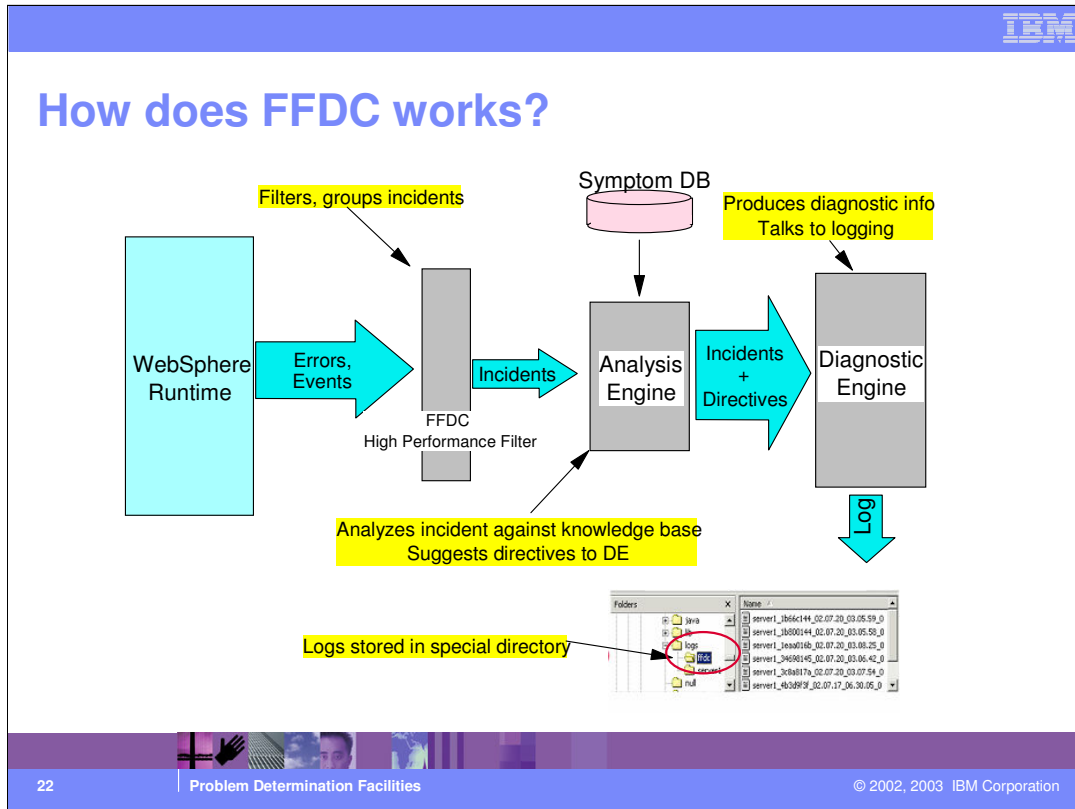 IBM
How does FFDC works?
Symptom DB
Filters, groups incidents
Produces diagnostic info
Talks to logging
WebSphere
Runtime
Errors,
Events
FFDC
High Performance Filter
Incidents
Analysis
Engine
Incidents
+
Directives
Diagnostic
Engine
Analyzes incident against knowledge base
Suggests directives to DE
Log
Logs stored in special directory
Folders
X
java
lib
logs
ffdc
server1
null
Name
server1_1b66c144_02.07.20_03.05.59_0
server1_1b800144_02.07.20_03.05.58_0
server1_1eaa016b_02.07.20_03.08.25_0
server1_34698145_02.07.20_03.06.42_0
server1_3c8a817a_02.07.20_03.07.54_0
server1_4b3d9f3f_02.07.17_06.30.05_0
22
Problem Determination Facilities
© 2002, 2003 IBM Corporation